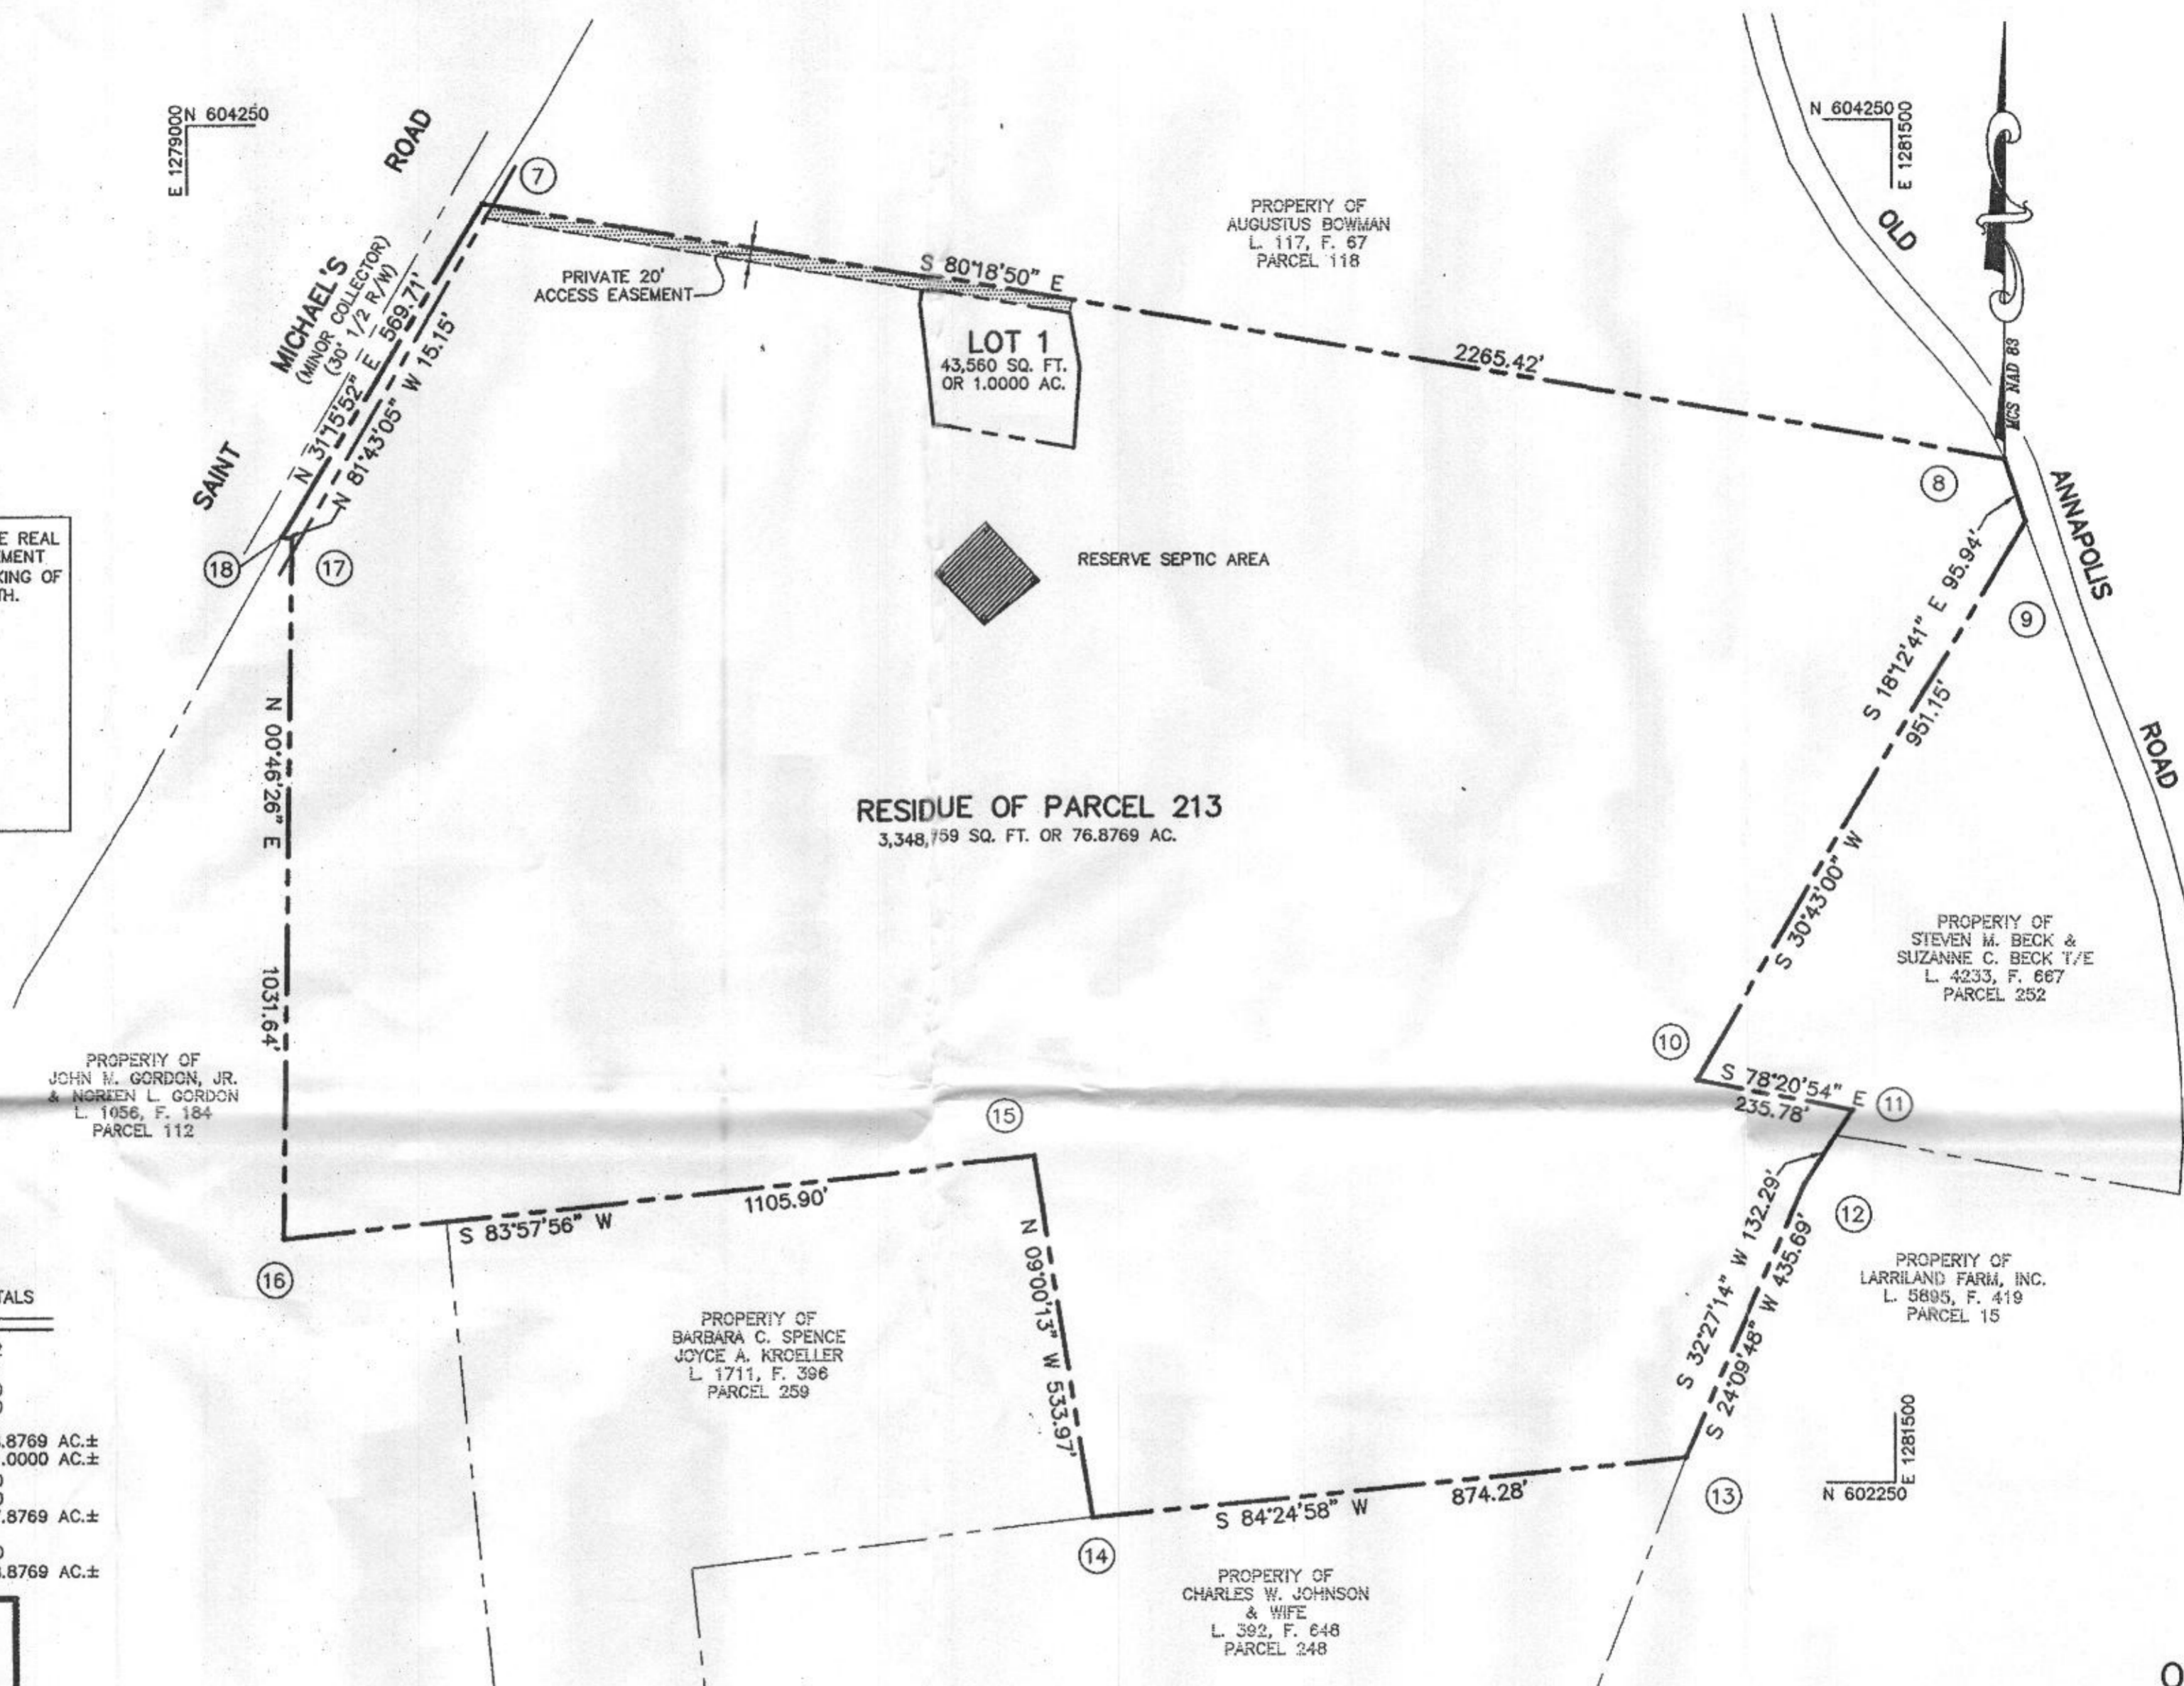 N 604250
E 1279000
N 604250
E 1281500
SAINT MICHAEL'S ROAD
(MINOR COLLECTOR)
(30' 1/2 R/W)
N 31°15'52" E 569.71'
N 81°43'05" W 15.15'
7
PRIVATE 20'
ACCESS EASEMENT
S 80°18'50" E
2265.42'
PROPERTY OF
AUGUSTUS BOWMAN
L. 117, F. 67
PARCEL 118
LOT 1
43,560 SQ. FT.
OR 1.0000 AC.
OLD ANNAPOLIS ROAD
MCS NAD 83
8
9
S 18°12'41" E 95.94'
951.15'
S 30°43'00" W
RESERVE SEPTIC AREA
18
17
E REAL
MENT
KING OF
TH.
N 00°46'26" E
1031.64'
RESIDUE OF PARCEL 213
3,348,759 SQ. FT. OR 76.8769 AC.
PROPERTY OF
STEVEN M. BECK &
SUZANNE C. BECK T/E
L. 4233, F. 667
PARCEL 252
10
S 78°20'54" E
235.78'
11
PROPERTY OF
JOHN M. GORDON, JR.
& NOREEN L. GORDON
L. 1056, F. 184
PARCEL 112
15
S 83°57'56" W
1105.90'
16
N 09°00'13" W 533.97'
S 32°27'14" W 132.29'
12
S 24°09'48" W 435.69'
PROPERTY OF
LARRILAND FARM, INC.
L. 5895, F. 419
PARCEL 15
PROPERTY OF
BARBARA C. SPENCE
JOYCE A. KROELLER
L. 1711, F. 396
PARCEL 259
TALS
.8769 AC.±
.0000 AC.±
.8769 AC.±
.8769 AC.±
S 84°24'58" W
874.28'
13
14
N 602250
E 1281500
PROPERTY OF
CHARLES W. JOHNSON
& WIFE
L. 392, F. 648
PARCEL 248